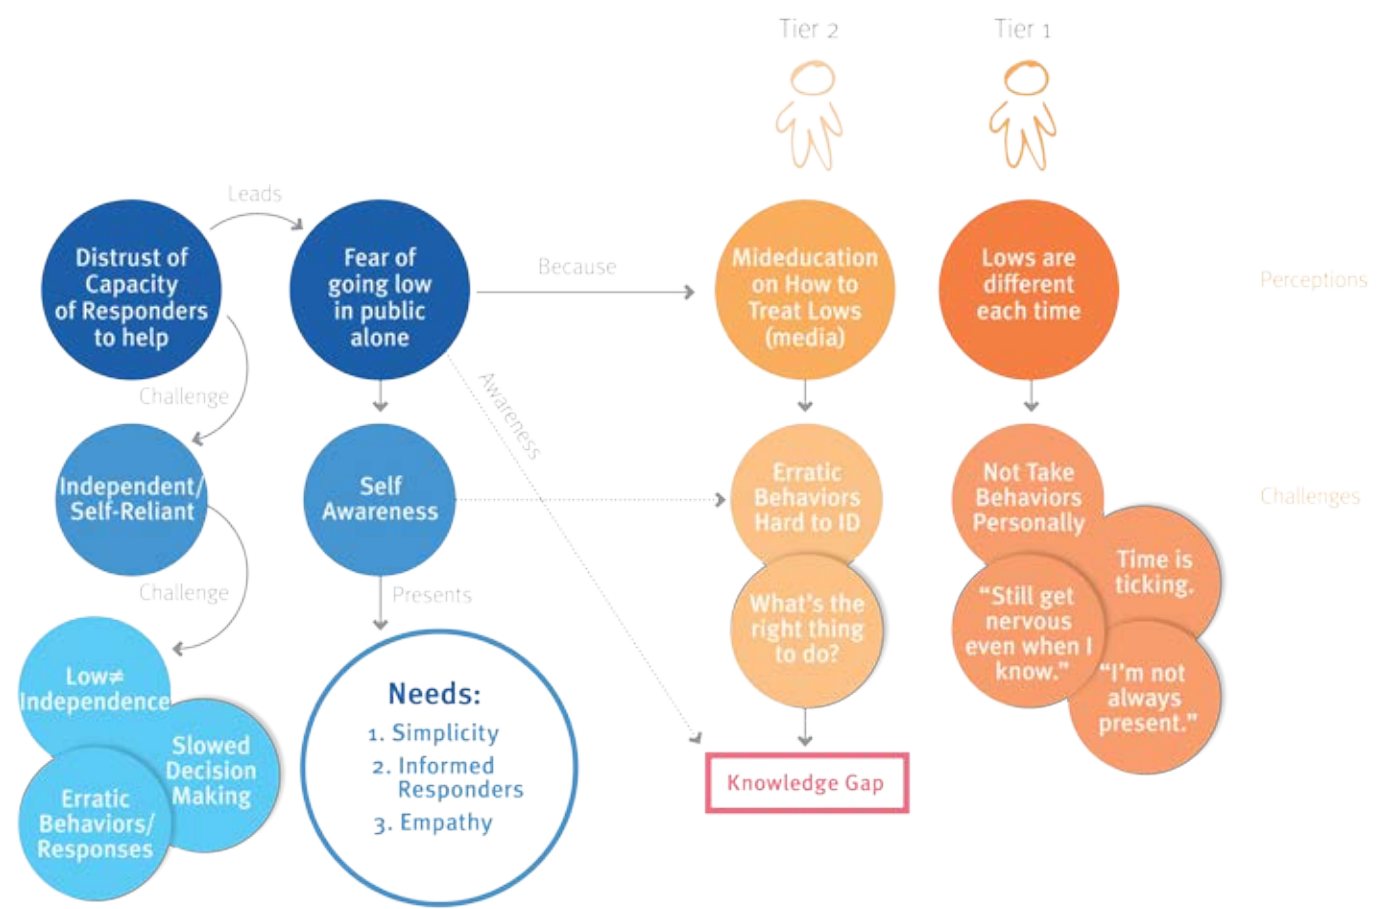 Tier 2
Tier 1
Leads
Distrust of
Capacity
of Responders
to help
Fear of
going low
in public
alone
Because
Mideducation
on How to
Treat Lows
(media)
Lows are
different
each time
Perceptions
Challenge
Awareness
Independent/
Self-Reliant
Self
Awareness
Erratic
Behaviors
Hard to ID
Not Take
Behaviors
Personally
Challenges
Time is
ticking.
Challenge
Presents
What's the
right thing
to do?
“Still get
nervous
even when I
know.”
“I'm not
always
present.”
Low≠
Independence
Slowed
Decision
Making
Erratic
Behaviors/
Responses
Needs:
1. Simplicity
2. Informed
Responders
3. Empathy
Knowledge Gap